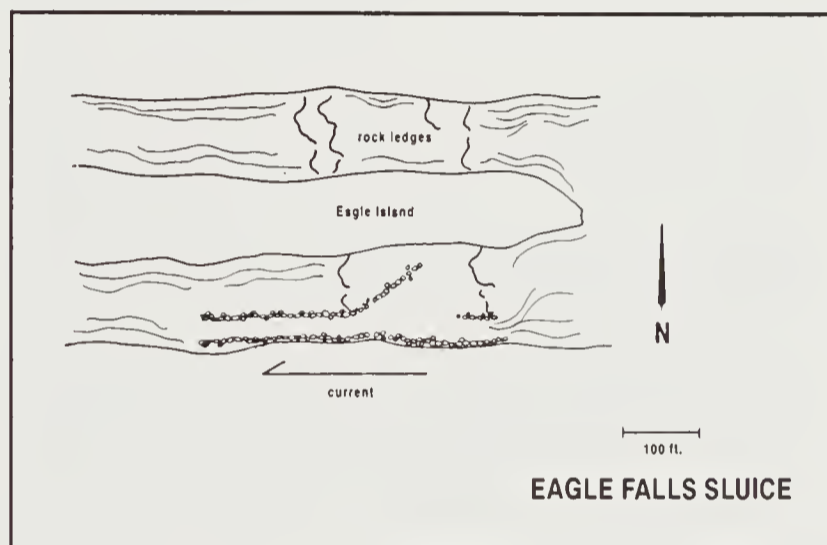 rock ledges
Eagle Island
N
current
100 ft.
EAGLE FALLS SLUICE